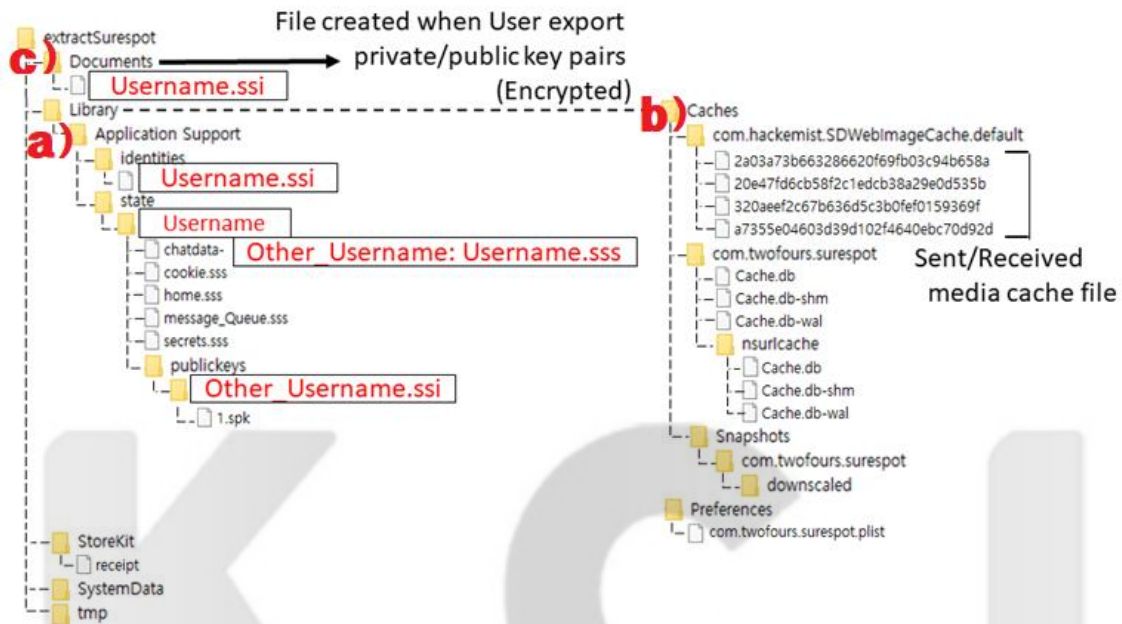 File created when User export
private/public key pairs
(Encrypted)
extractSurespot
c)
Documents
Username.ssi
Library
a)
Application Support
identities
Username.ssi
state
Username
chatdata-
Other_Username: Username.sss
cookie.sss
home.sss
message_Queue.sss
secrets.sss
publickeys
Other_Username.ssi
1.spk
StoreKit
receipt
SystemData
tmp
b)
Caches
com.hackemist.SDWebImageCache.default
2a03a73b663286620f69fb03c94b658a
20e47fd6cb58f2c1edcb38a29e0d535b
320aeef2c67b636d5c3b0fef0159369f
a7355e04603d39d102f4640ebc70d92d
Sent/Received
media cache file
com.twofours.surespot
Cache.db
Cache.db-shm
Cache.db-wal
nsurlcache
Cache.db
Cache.db-shm
Cache.db-wal
Snapshots
com.twofours.surespot
downscaled
Preferences
com.twofours.surespot.plist
KCI